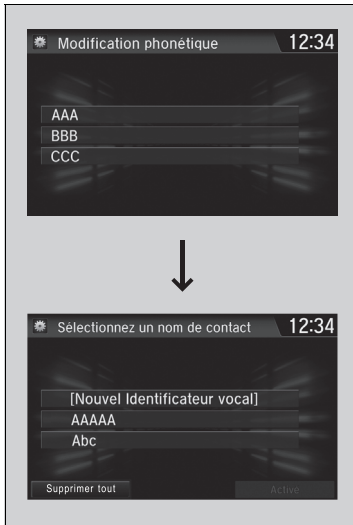 Modification phonétique 12:34
AAA
BBB
CCC
Sélectionnez un nom de contact 12:34
[Nouvel Identificateur vocal]
AAAAA
Abc
Supprimer tout Activé